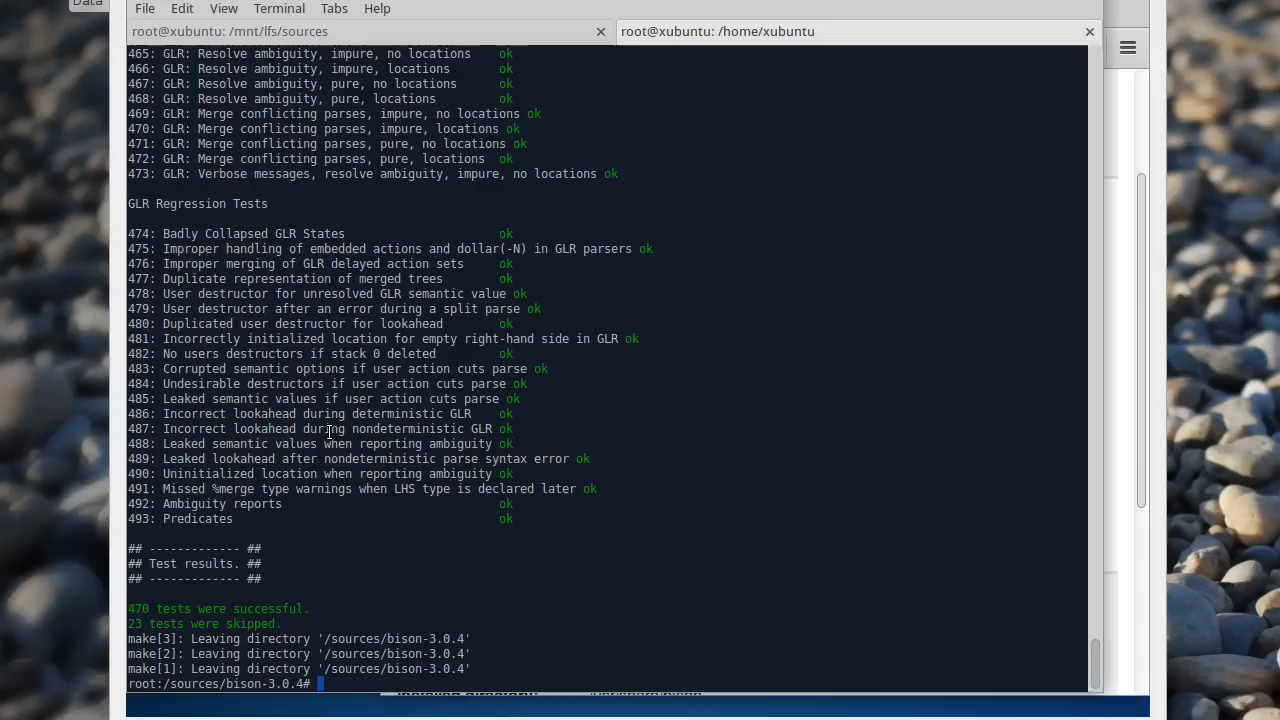 Data
File Edit View Terminal Tabs Help
root@xubuntu: /mnt/lfs/sources × root@xubuntu: /home/xubuntu ×
465: GLR: Resolve ambiguity, impure, no locations ok
466: GLR: Resolve ambiguity, impure, locations ok
467: GLR: Resolve ambiguity, pure, no locations ok
468: GLR: Resolve ambiguity, pure, locations ok
469: GLR: Merge conflicting parses, impure, no locations ok
470: GLR: Merge conflicting parses, impure, locations ok
471: GLR: Merge conflicting parses, pure, no locations ok
472: GLR: Merge conflicting parses, pure, locations ok
473: GLR: Verbose messages, resolve ambiguity, impure, no locations ok
GLR Regression Tests
474: Badly Collapsed GLR States ok
475: Improper handling of embedded actions and dollar(-N) in GLR parsers ok
476: Improper merging of GLR delayed action sets ok
477: Duplicate representation of merged trees ok
478: User destructor for unresolved GLR semantic value ok
479: User destructor after an error during a split parse ok
480: Duplicated user destructor for lookahead ok
481: Incorrectly initialized location for empty right-hand side in GLR ok
482: No users destructors if stack 0 deleted ok
483: Corrupted semantic options if user action cuts parse ok
484: Undesirable destructors if user action cuts parse ok
485: Leaked semantic values if user action cuts parse ok
486: Incorrect lookahead during deterministic GLR ok
487: Incorrect lookahead during nondeterministic GLR ok
488: Leaked semantic values when reporting ambiguity ok
489: Leaked lookahead after nondeterministic parse syntax error ok
490: Uninitialized location when reporting ambiguity ok
491: Missed %merge type warnings when LHS type is declared later ok
492: Ambiguity reports ok
493: Predicates ok
## ------------- ##
## Test results. ##
## ------------- ##
470 tests were successful.
23 tests were skipped.
make[3]: Leaving directory '/sources/bison-3.0.4'
make[2]: Leaving directory '/sources/bison-3.0.4'
make[1]: Leaving directory '/sources/bison-3.0.4'
root:/sources/bison-3.0.4#